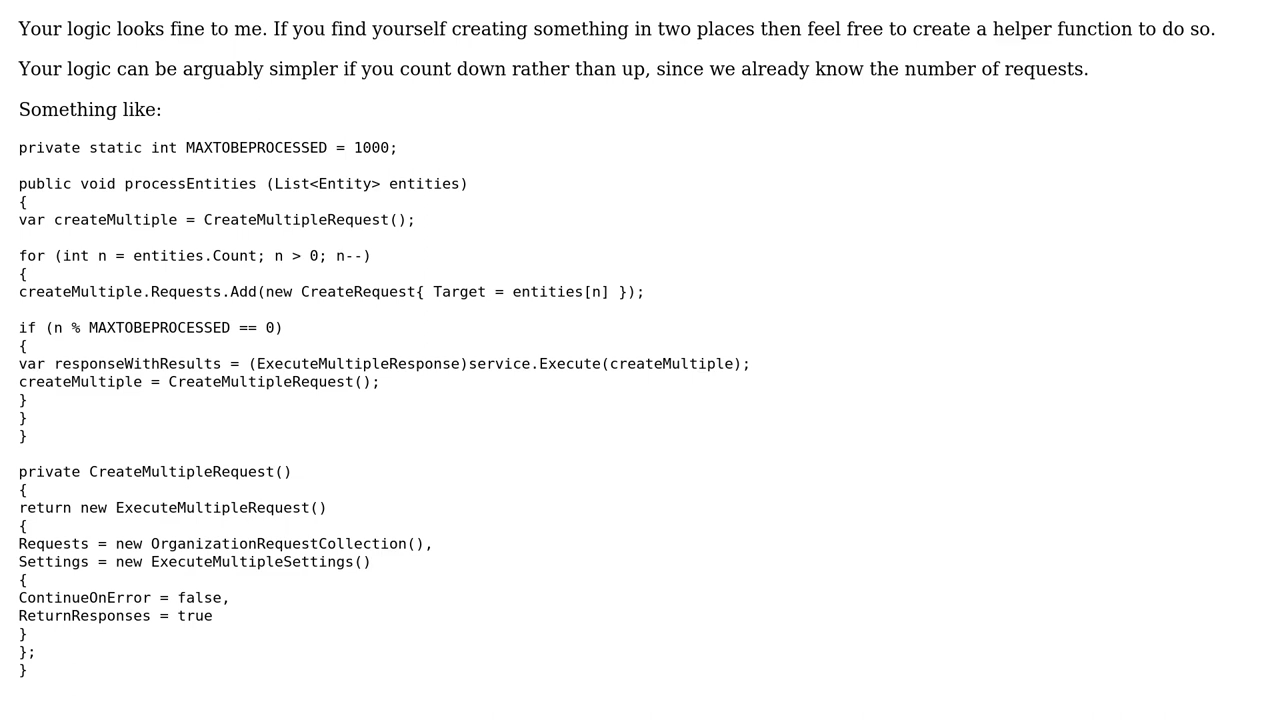 Your logic looks fine to me. If you find yourself creating something in two places then feel free to create a helper function to do so.
Your logic can be arguably simpler if you count down rather than up, since we already know the number of requests.
Something like:
private static int MAXTOBEPROCESSED = 1000;
public void processEntities (List<Entity> entities)
{
var createMultiple = CreateMultipleRequest();
for (int n = entities.Count; n > 0; n--)
{
createMultiple.Requests.Add(new CreateRequest{ Target = entities[n] });
if (n % MAXTOBEPROCESSED == 0)
{
var responseWithResults = (ExecuteMultipleResponse)service.Execute(createMultiple);
createMultiple = CreateMultipleRequest();
}
}
}
private CreateMultipleRequest()
{
return new ExecuteMultipleRequest()
{
Requests = new OrganizationRequestCollection(),
Settings = new ExecuteMultipleSettings()
{
ContinueOnError = false,
ReturnResponses = true
}
};
}